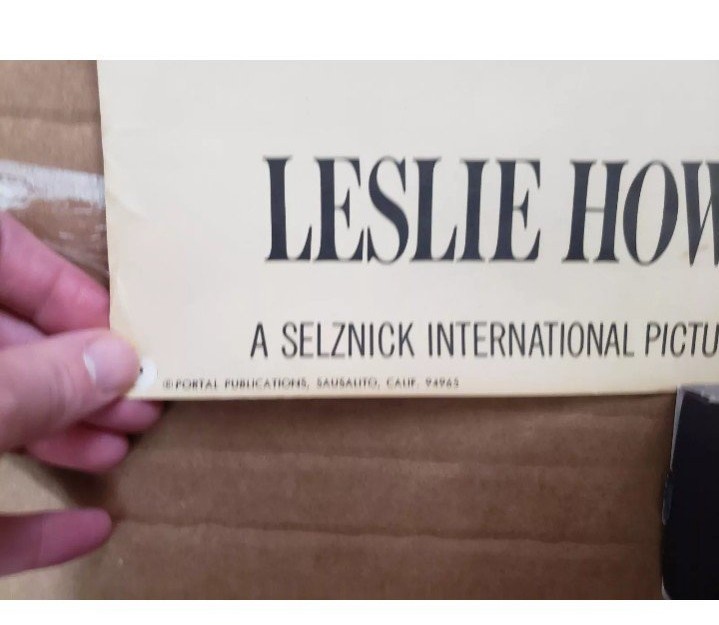 LESLIE HOW
A SELZNICK INTERNATIONAL PICTU
© PORTAL PUBLICATIONS, SAUSALITO, CALIF. 94965